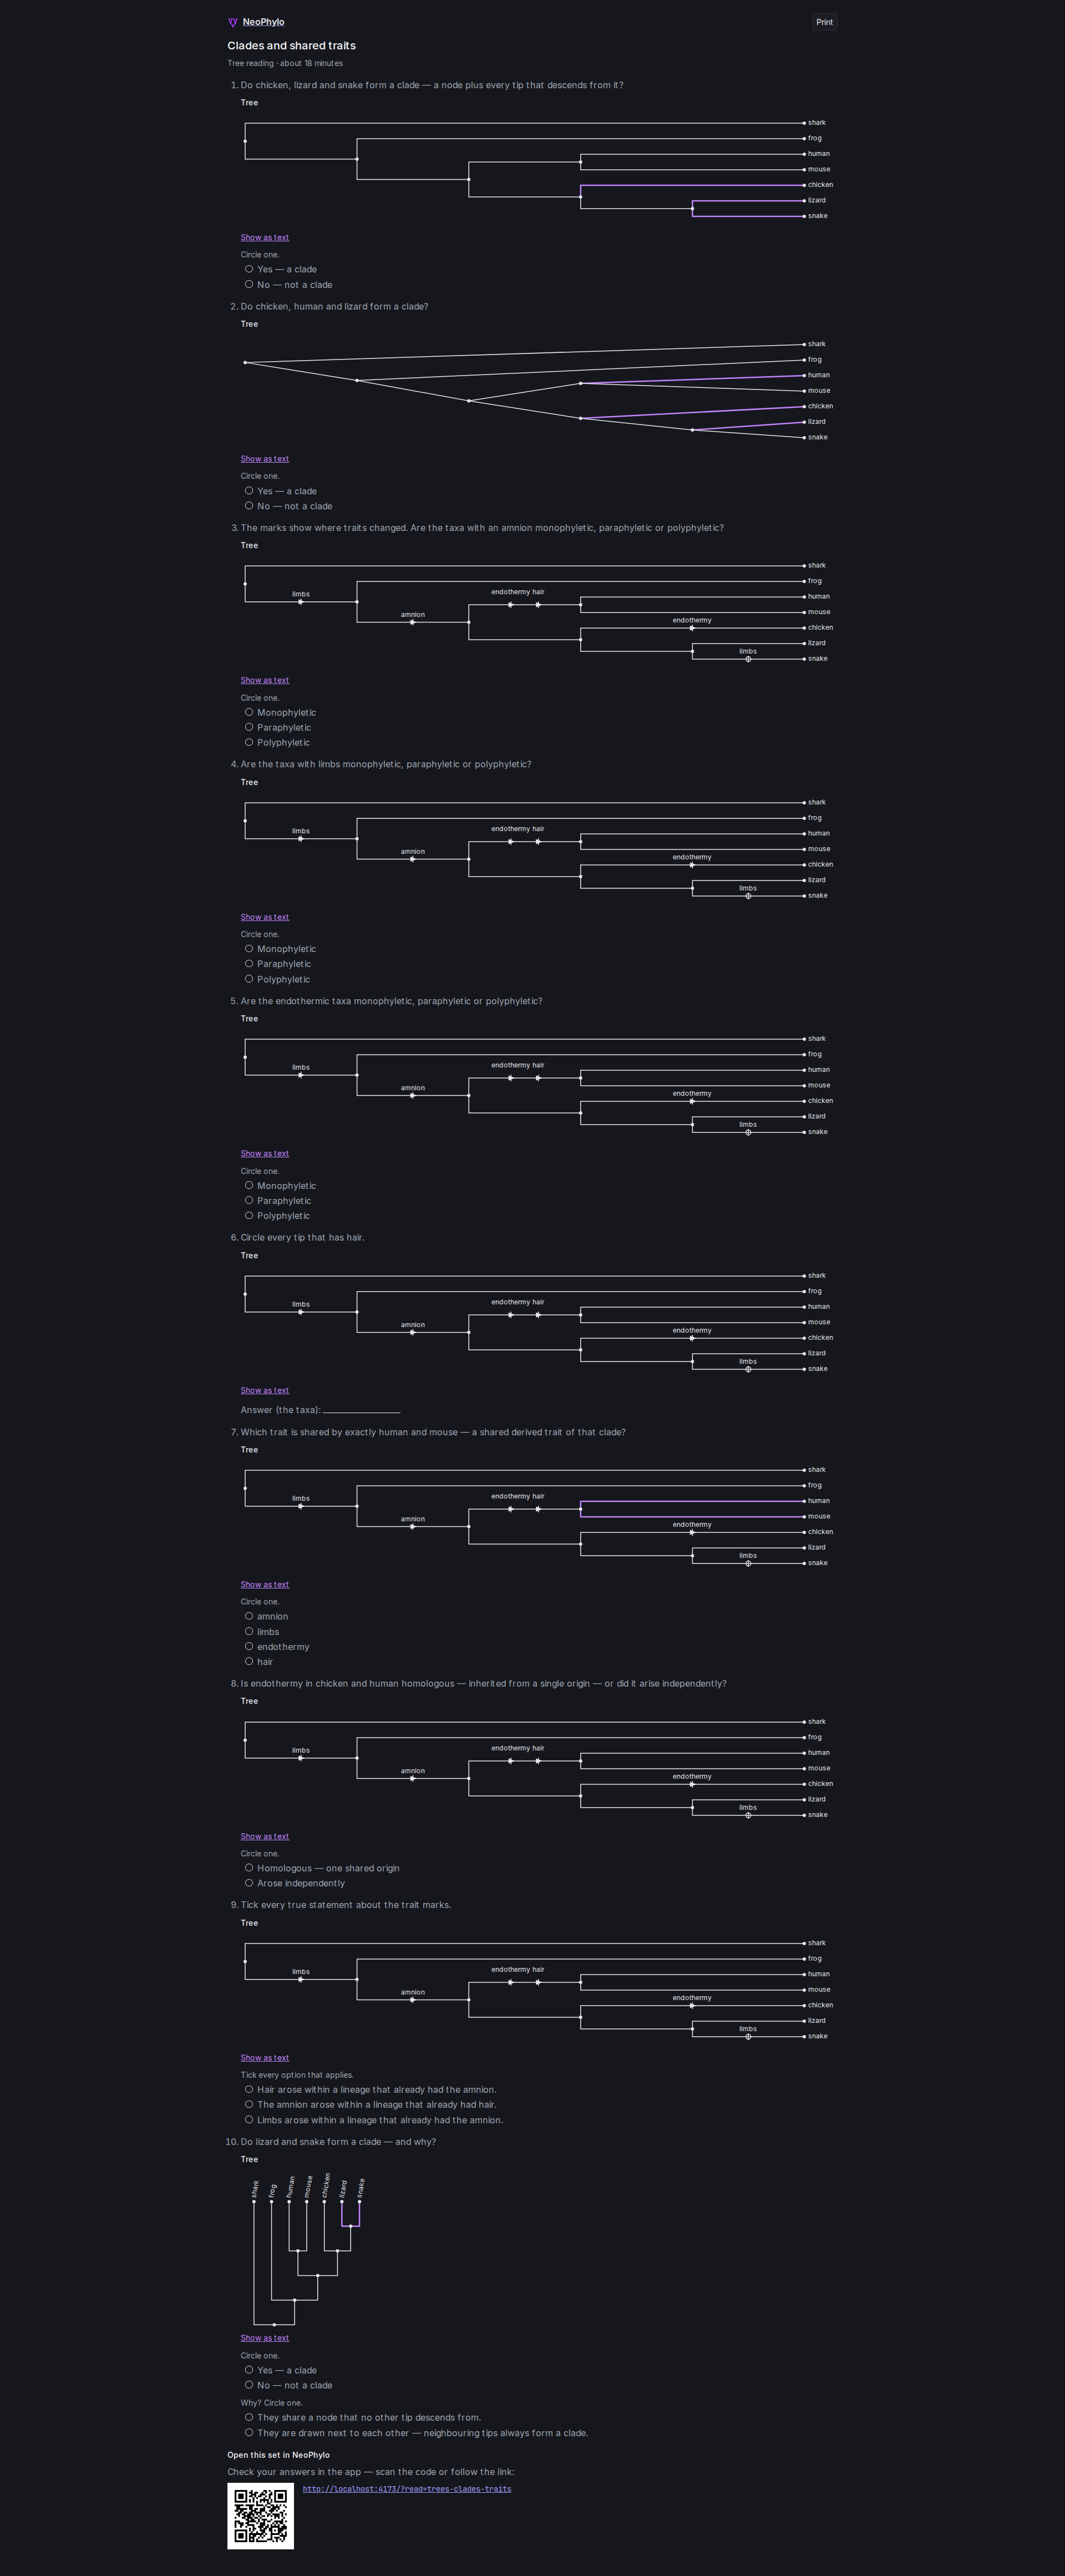 NeoPhylo
Print
Clades and shared traits
Tree reading · about 18 minutes
1. Do chicken, lizard and snake form a clade — a node plus every tip that descends from it?
Tree
shark
frog
human
mouse
chicken
lizard
snake
Show as text
Circle one.
Yes — a clade
No — not a clade
2. Do chicken, human and lizard form a clade?
Tree
shark
frog
human
mouse
chicken
lizard
snake
Show as text
Circle one.
Yes — a clade
No — not a clade
3. The marks show where traits changed. Are the taxa with an amnion monophyletic, paraphyletic or polyphyletic?
Tree
shark
frog
limbs
endothermy hair
human
mouse
amnion
endothermy
chicken
lizard
limbs
snake
Show as text
Circle one.
Monophyletic
Paraphyletic
Polyphyletic
4. Are the taxa with limbs monophyletic, paraphyletic or polyphyletic?
Tree
shark
frog
limbs
endothermy hair
human
mouse
amnion
endothermy
chicken
lizard
limbs
snake
Show as text
Circle one.
Monophyletic
Paraphyletic
Polyphyletic
5. Are the endothermic taxa monophyletic, paraphyletic or polyphyletic?
Tree
shark
frog
limbs
endothermy hair
human
mouse
amnion
endothermy
chicken
lizard
limbs
snake
Show as text
Circle one.
Monophyletic
Paraphyletic
Polyphyletic
6. Circle every tip that has hair.
Tree
shark
frog
limbs
endothermy hair
human
mouse
amnion
endothermy
chicken
lizard
limbs
snake
Show as text
Answer (the taxa):
7. Which trait is shared by exactly human and mouse — a shared derived trait of that clade?
Tree
shark
frog
limbs
endothermy hair
human
mouse
amnion
endothermy
chicken
lizard
limbs
snake
Show as text
Circle one.
amnion
limbs
endothermy
hair
8. Is endothermy in chicken and human homologous — inherited from a single origin — or did it arise independently?
Tree
shark
frog
limbs
endothermy hair
human
mouse
amnion
endothermy
chicken
lizard
limbs
snake
Show as text
Circle one.
Homologous — one shared origin
Arose independently
9. Tick every true statement about the trait marks.
Tree
shark
frog
limbs
endothermy hair
human
mouse
amnion
endothermy
chicken
lizard
limbs
snake
Show as text
Tick every option that applies.
Hair arose within a lineage that already had the amnion.
The amnion arose within a lineage that already had hair.
Limbs arose within a lineage that already had the amnion.
10. Do lizard and snake form a clade — and why?
Tree
shark
frog
human
mouse
chicken
lizard
snake
Show as text
Circle one.
Yes — a clade
No — not a clade
Why? Circle one.
They share a node that no other tip descends from.
They are drawn next to each other — neighbouring tips always form a clade.
Open this set in NeoPhylo
Check your answers in the app — scan the code or follow the link:
http://localhost:4173/?read=trees-clades-traits